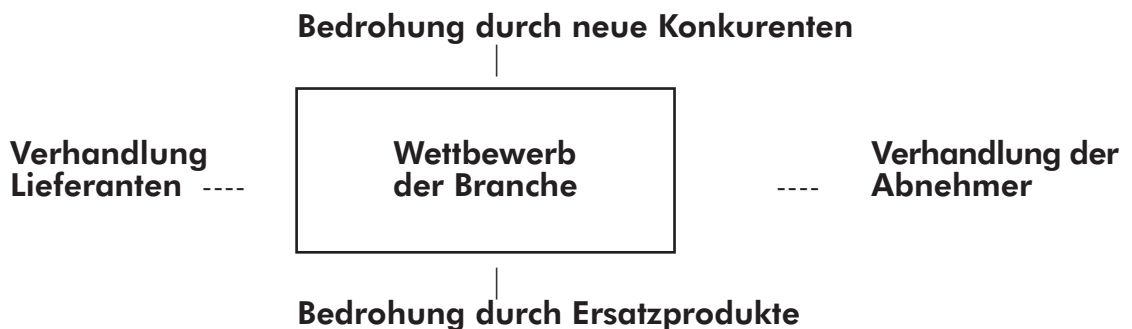 Bedrohung durch neue Konkurenten
Verhandlung
Lieferanten ----
Wettbewerb
der Branche
---- Verhandlung der
Abnehmer
Bedrohung durch Ersatzprodukte